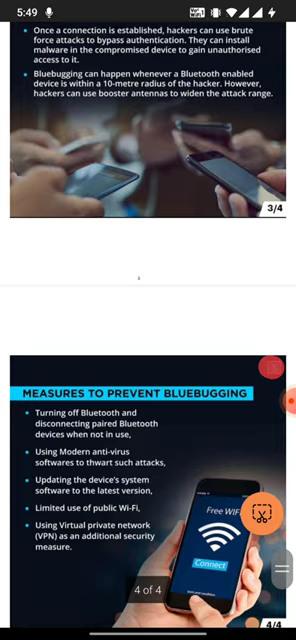 5:49
• Once a connection is established, hackers can use brute
force attacks to bypass authentication. They can install
malware in the compromised device to gain unauthorised
access to it.
• Bluebugging can happen whenever a Bluetooth enabled
device is within a 10-metre radius of the hacker. However,
hackers can use booster antennas to widen the attack range.
3/4
MEASURES TO PREVENT BLUEBUGGING
• Turning off Bluetooth and
disconnecting paired Bluetooth
devices when not in use,
• Using Modern anti-virus
softwares to thwart such attacks,
• Updating the device's system
software to the latest version,
• Limited use of public Wi-Fi,
• Using Virtual private network
(VPN) as an additional security
measure.
Free WIFI
Connect
4 of 4
4/4